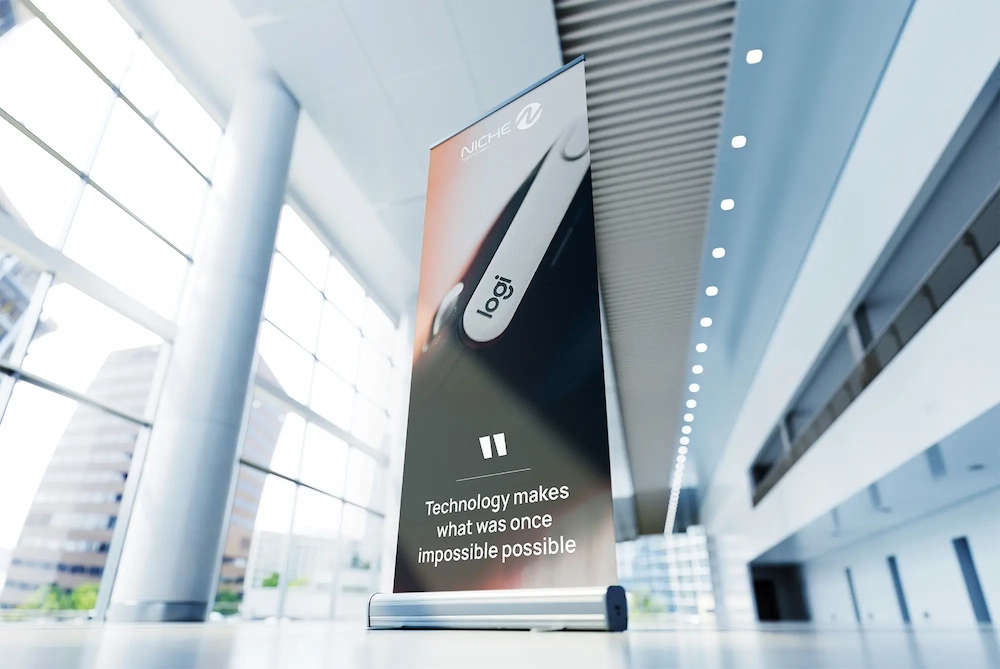 NICHE
logi
"
Technology makes
what was once
impossible possible